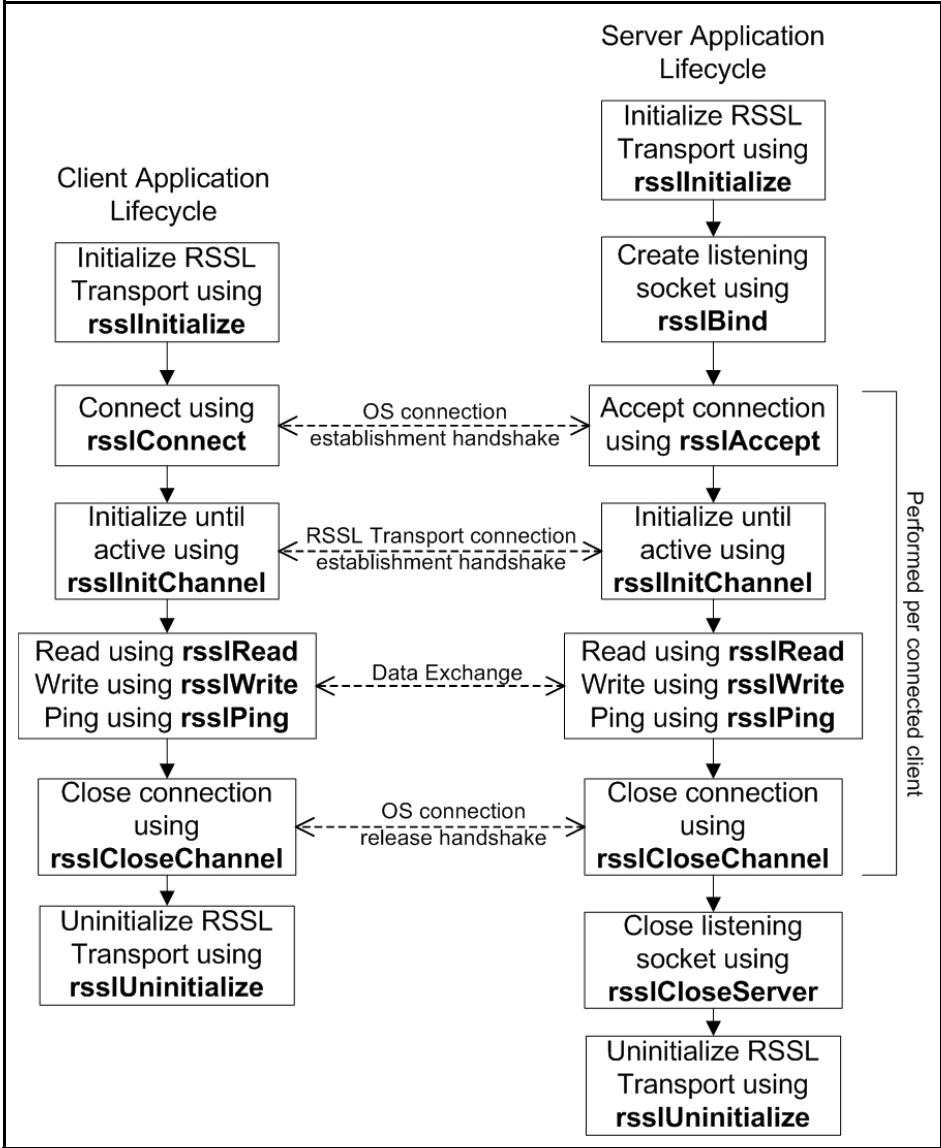 Client Application
Lifecycle
Initialize RSSL
Transport using
rsslInitialize
Connect using
rsslConnect
Initialize until
active using
rsslInitChannel
Read using rsslRead
Write using rsslWrite
Ping using rsslPing
Close connection
using
rsslCloseChannel
Uninitialize RSSL
Transport using
rsslUninitialize
OS connection
establishment handshake
RSSL Transport connection
establishment handshake
Data Exchange
OS connection
release handshake
Server Application
Lifecycle
Initialize RSSL
Transport using
rsslInitialize
Create listening
socket using
rsslBind
Accept connection
using rsslAccept
Initialize until
active using
rsslInitChannel
Read using rsslRead
Write using rsslWrite
Ping using rsslPing
Close connection
using
rsslCloseChannel
Close listening
socket using
rsslCloseServer
Uninitialize RSSL
Transport using
rsslUninitialize
Performed per connected client